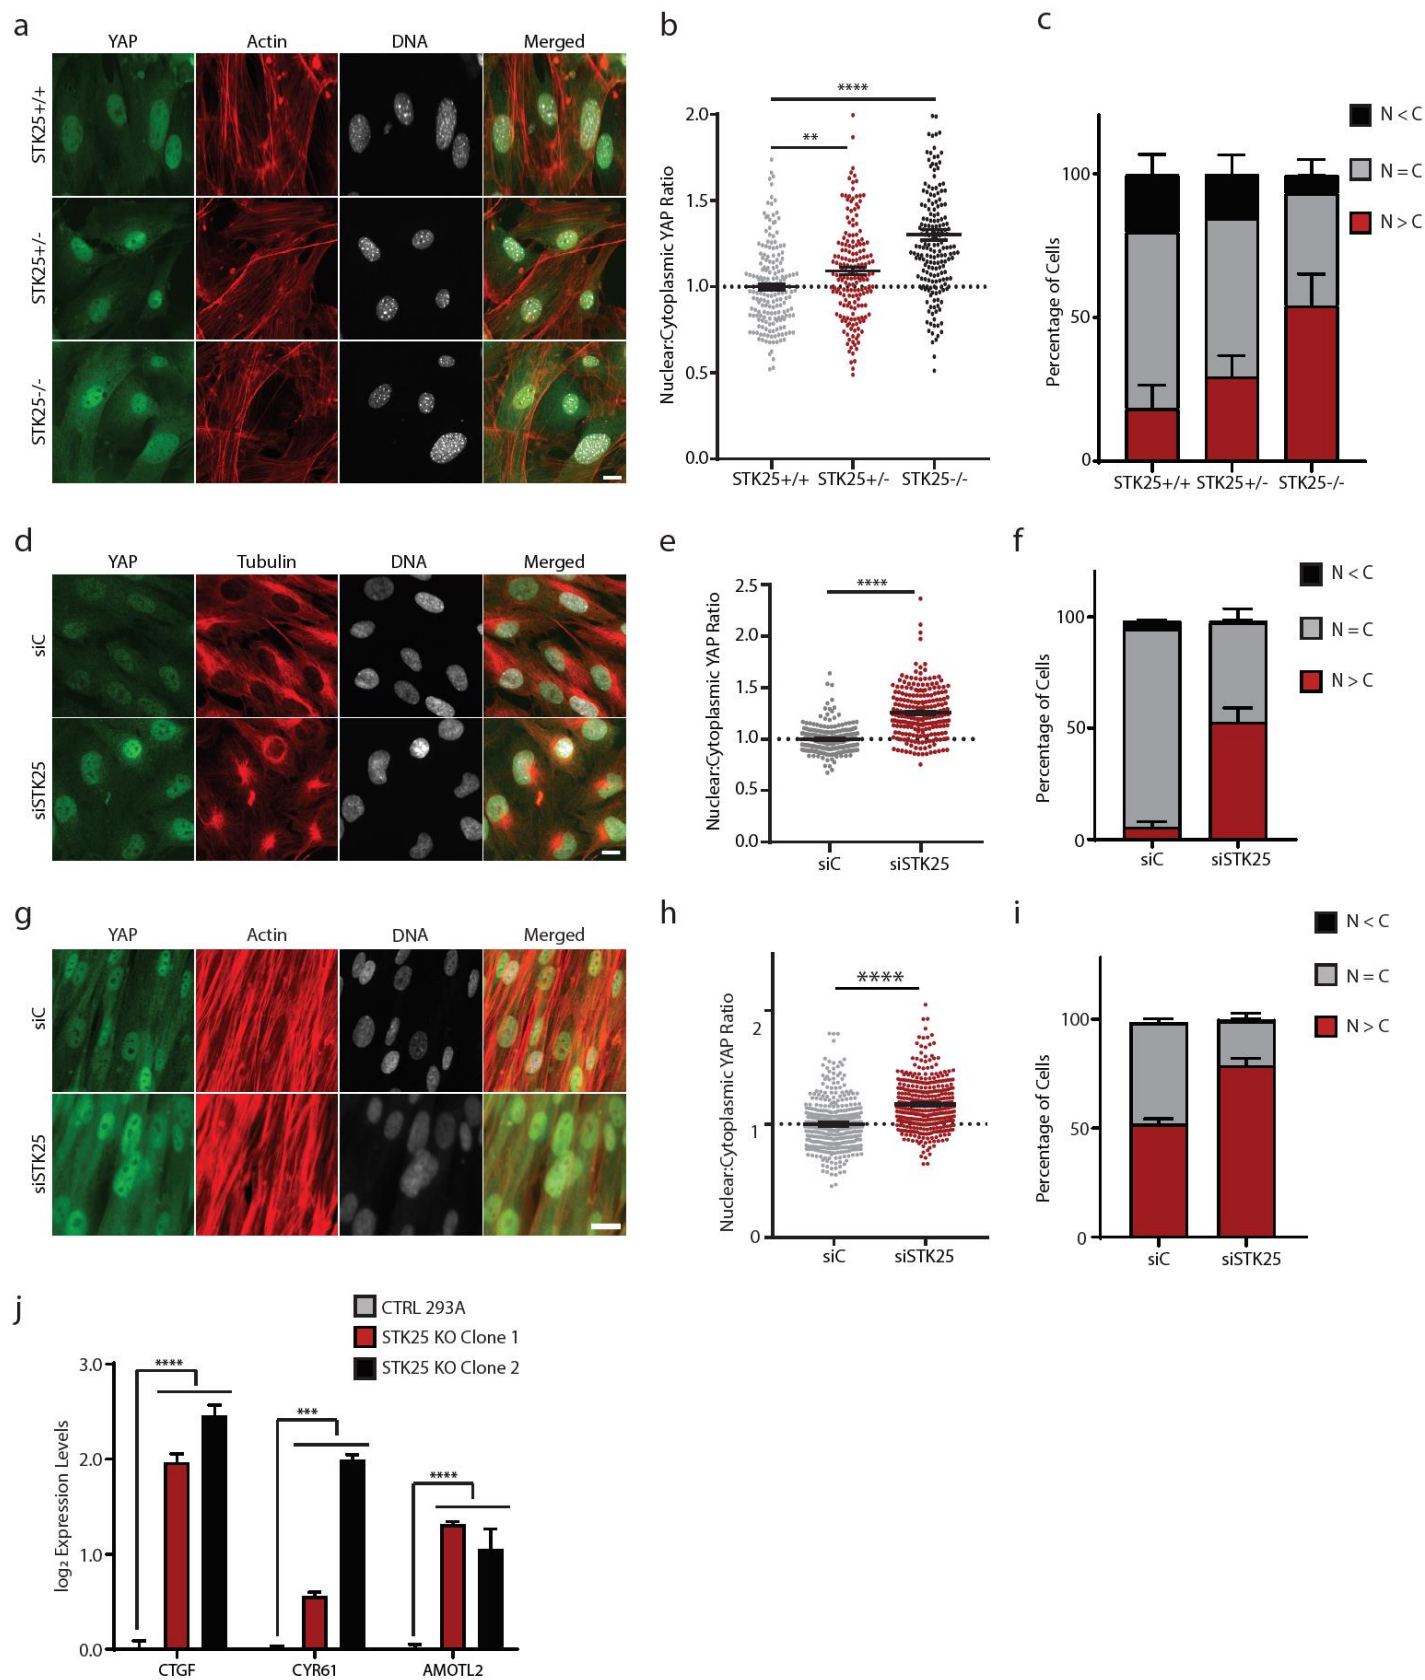 a
YAP Actin DNA Merged
STK25+/+
STK25+/-
STK25-/-
b
Nuclear:Cytoplasmic YAP Ratio
2.0
1.5
1.0
0.5
0.0
****
**
STK25+/+ STK25+/- STK25-/-
c
Percentage of Cells
100
50
0
STK25+/+ STK25+/- STK25-/-
N < C
N = C
N > C
d
YAP Tubulin DNA Merged
siC
siSTK25
e
Nuclear:Cytoplasmic YAP Ratio
2.5
2.0
1.5
1.0
0.5
0.0
****
siC siSTK25
f
Percentage of Cells
100
50
0
siC siSTK25
N < C
N = C
N > C
g
YAP Actin DNA Merged
siC
siSTK25
h
Nuclear:Cytoplasmic YAP Ratio
2
1
0
****
siC siSTK25
i
Percentage of Cells
100
50
0
siC siSTK25
N < C
N = C
N > C
j
CTRL 293A
STK25 KO Clone 1
STK25 KO Clone 2
log₂ Expression Levels
3.0
2.0
1.0
0.0
****
***
****
CTGF CYR61 AMOTL2